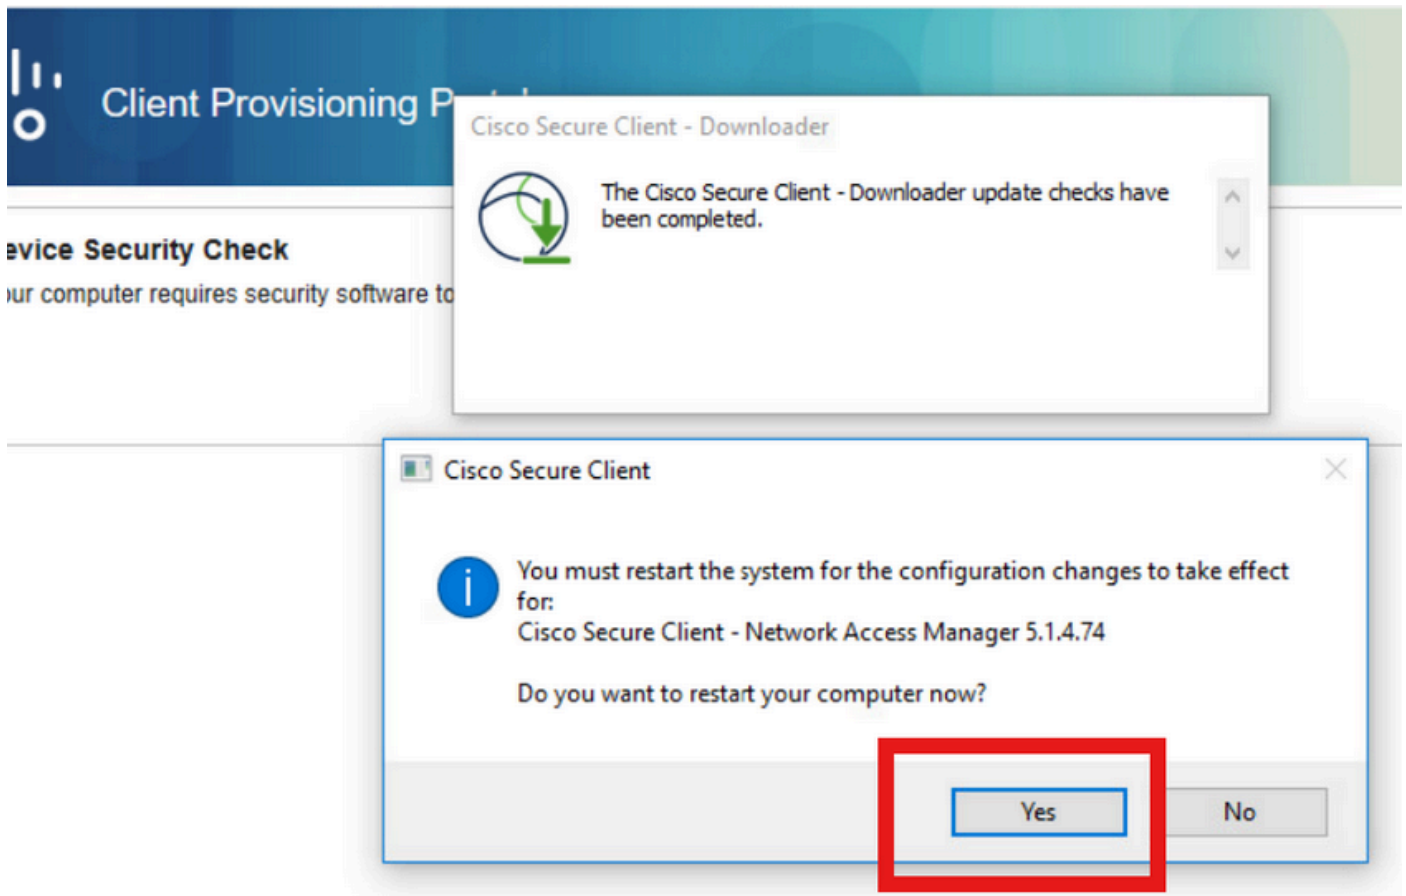 Client Provisioning P
Cisco Secure Client - Downloader
The Cisco Secure Client - Downloader update checks have
been completed.
evice Security Check
ur computer requires security software to
Cisco Secure Client
You must restart the system for the configuration changes to take effect
for:
Cisco Secure Client - Network Access Manager 5.1.4.74
Do you want to restart your computer now?
Yes
No